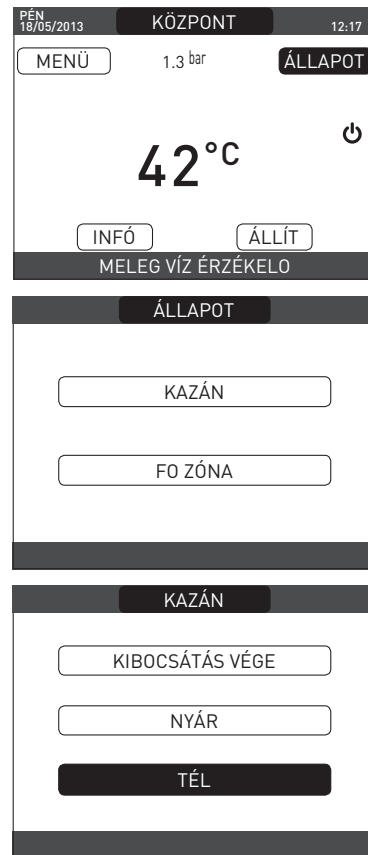 PÉN
18/05/2013 KÖZPONT 12:17
MENÜ 1.3 bar ÁLLAPOT
42°C
INFÓ ÁLLÍT
MELEG VÍZ ÉRZÉKELO
ÁLLAPOT
KAZÁN
FO ZÓNA
KAZÁN
KIBOCSÁTÁS VÉGE
NYÁR
TÉL